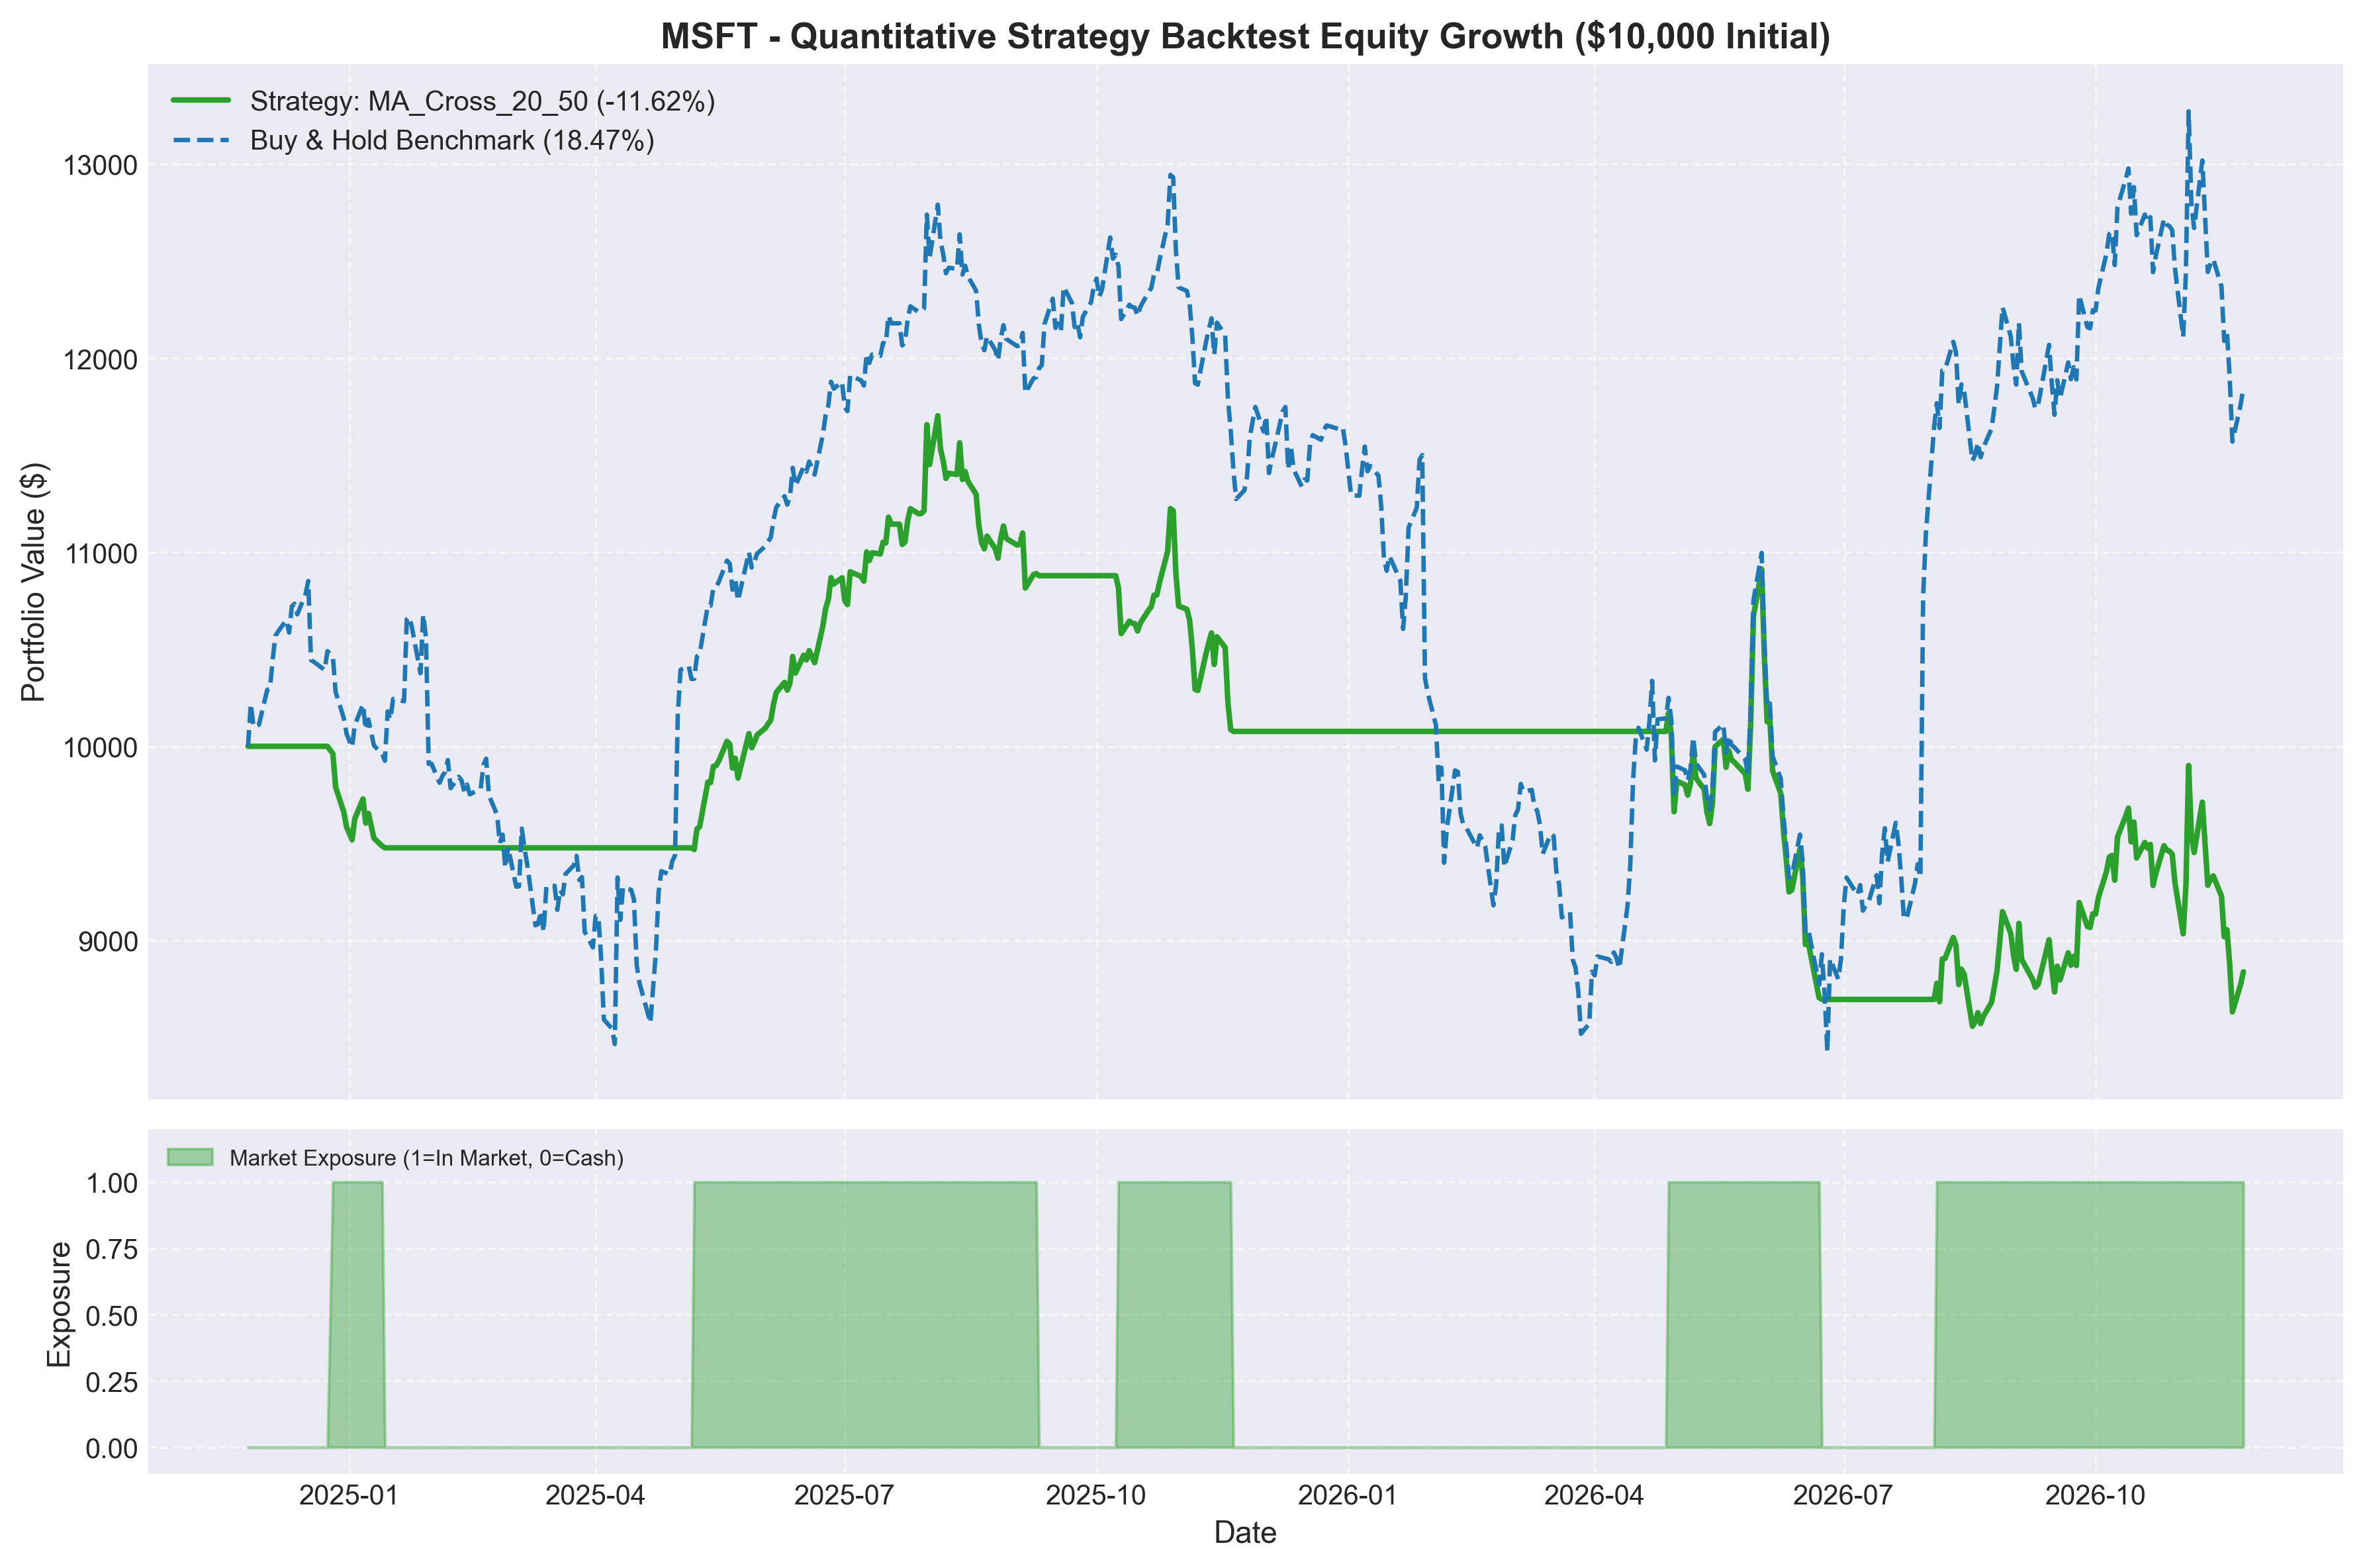 MSFT - Quantitative Strategy Backtest Equity Growth ($10,000 Initial)
Strategy: MA_Cross_20_50 (-11.62%)
Buy & Hold Benchmark (18.47%)
Portfolio Value ($)
13000
12000
11000
10000
9000
Market Exposure (1=In Market, 0=Cash)
Exposure
1.00
0.75
0.50
0.25
0.00
2025-01 2025-04 2025-07 2025-10 2026-01 2026-04 2026-07 2026-10
Date